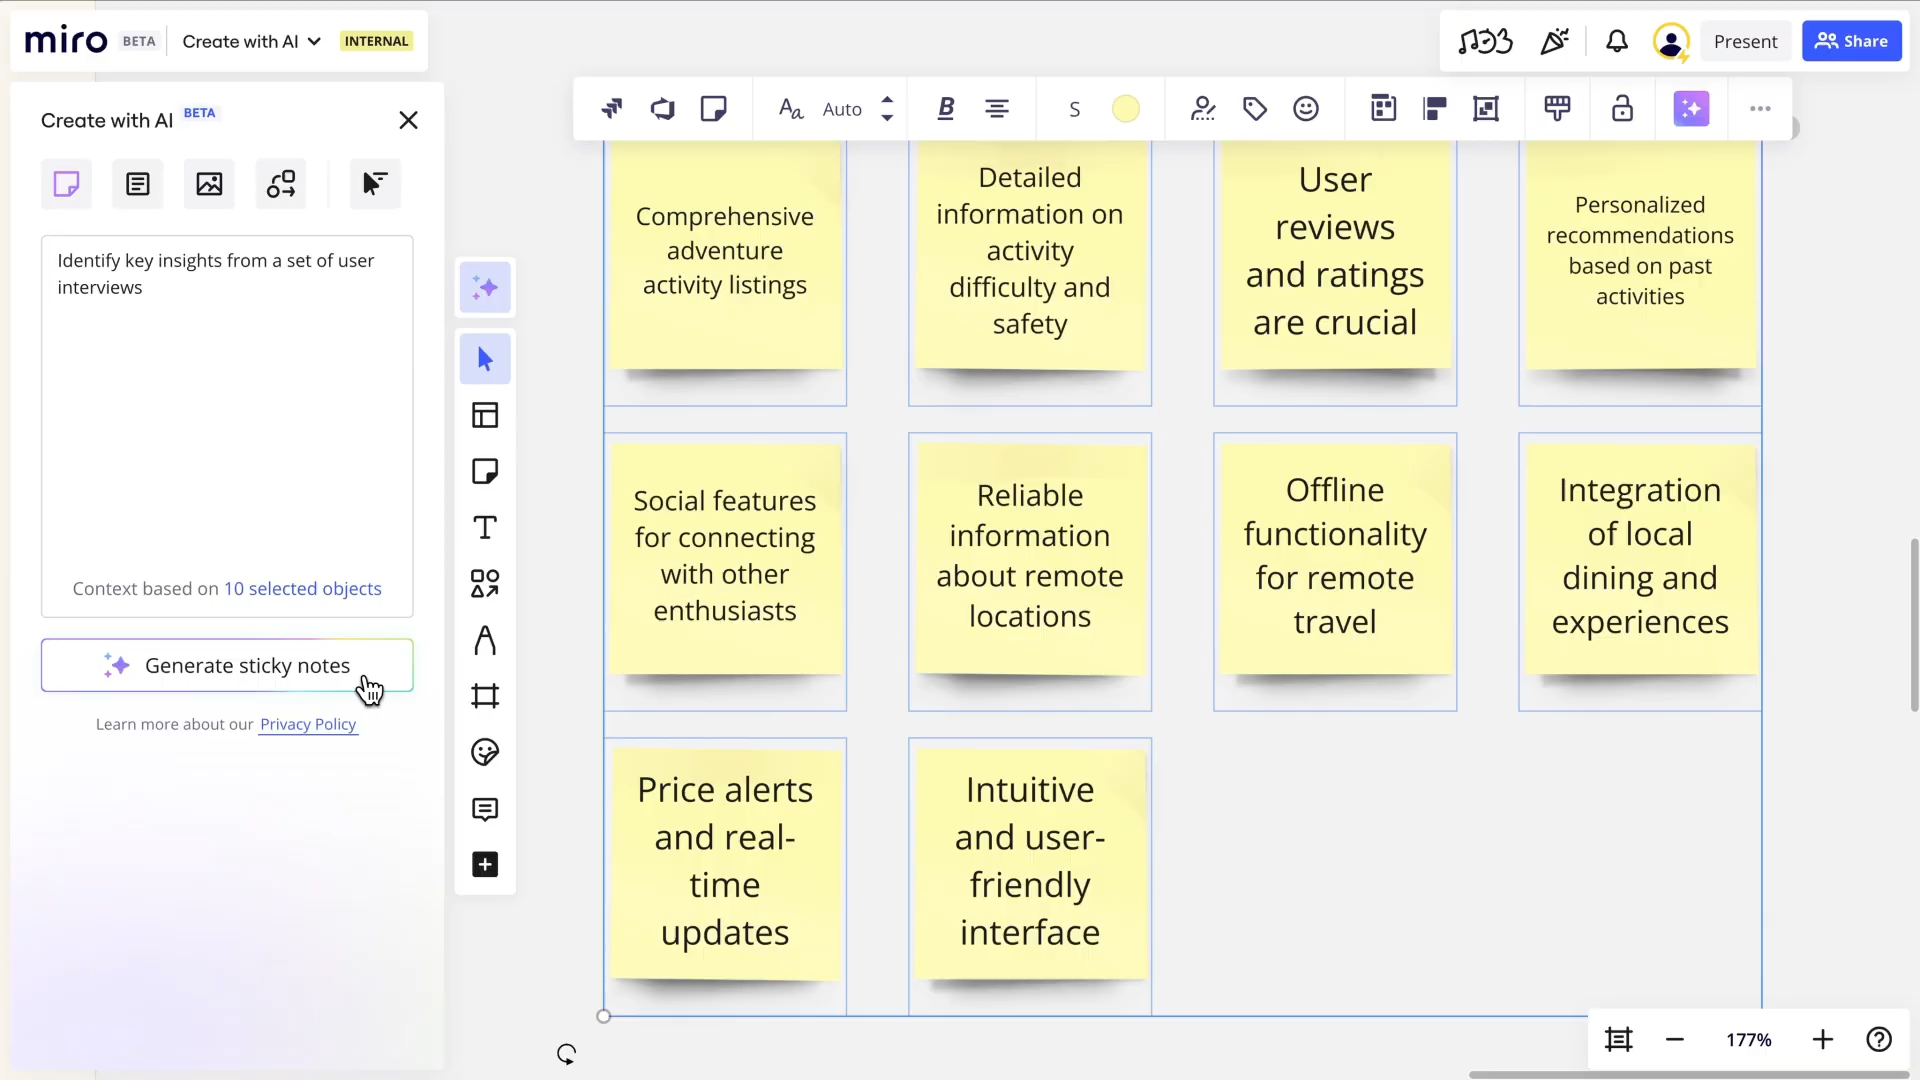 miro BETA Create with AI INTERNAL
Present Share
Create with AI BETA
Aa Auto B S
Identify key insights from a set of user
interviews
Context based on 10 selected objects
Generate sticky notes
Learn more about our Privacy Policy
Comprehensive
adventure
activity listings
Detailed
information on
activity
difficulty and
safety
User
reviews
and ratings
are crucial
Personalized
recommendations
based on past
activities
Social features
for connecting
with other
enthusiasts
Reliable
information
about remote
locations
Offline
functionality
for remote
travel
Integration
of local
dining and
experiences
Price alerts
and real-
time
updates
Intuitive
and user-
friendly
interface
177%